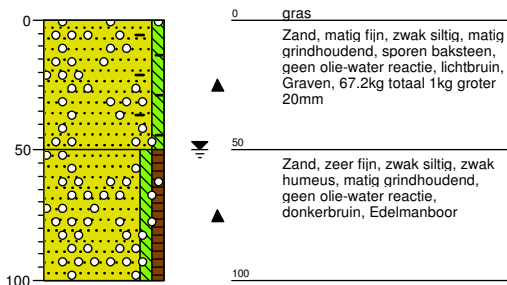 0
0
gras
Zand, matig fijn, zwak siltig, matig
grindhoudend, sporen baksteen,
geen olie-water reactie, lichtbruin,
Graven, 67.2kg totaal 1kg groter
20mm
50
50
Zand, zeer fijn, zwak siltig, zwak
humeus, matig grindhoudend,
geen olie-water reactie,
donkerbruin, Edelmanboor
100
100